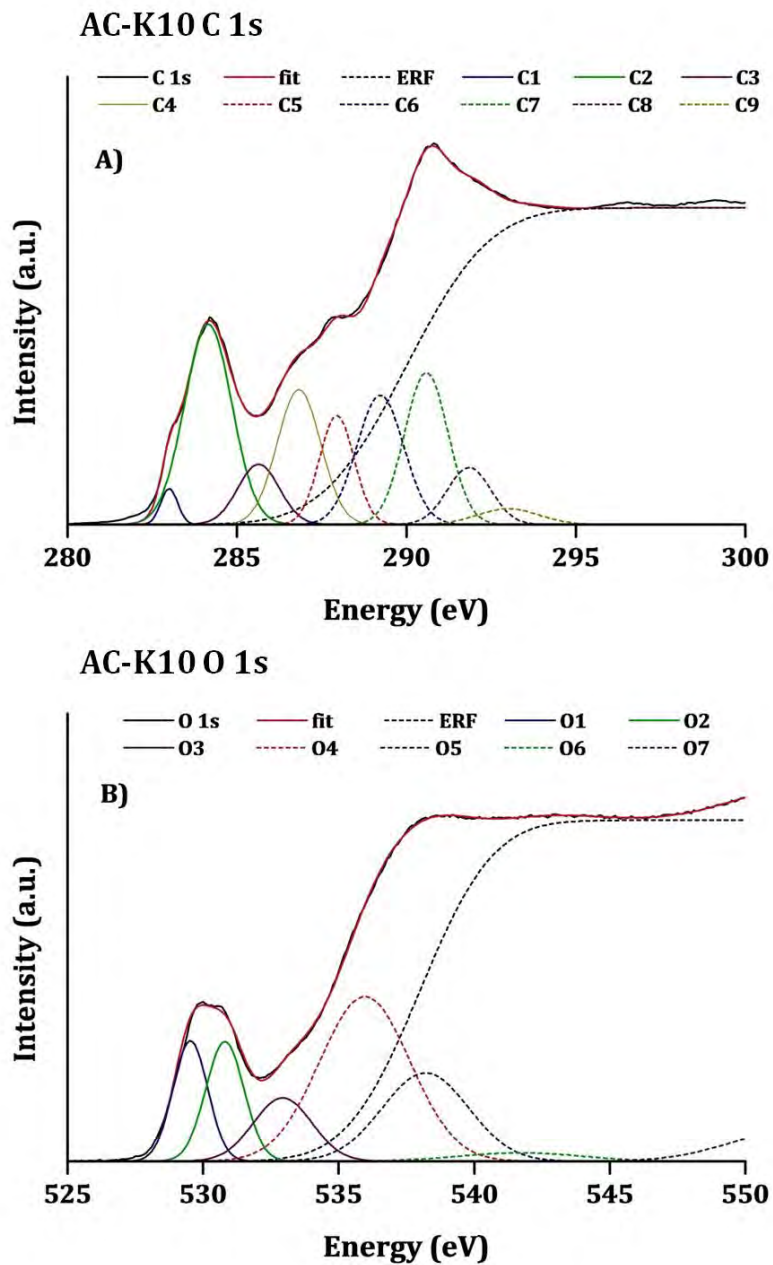 AC-K10 C 1s
C 1s fit ERF C1 C2 C3
C4 C5 C6 C7 C8 C9
A)
Intensity (a.u.)
280 285 290 295 300
Energy (eV)
AC-K10 O 1s
O 1s fit ERF O1 O2
O3 O4 O5 O6 O7
B)
Intensity (a.u.)
525 530 535 540 545 550
Energy (eV)